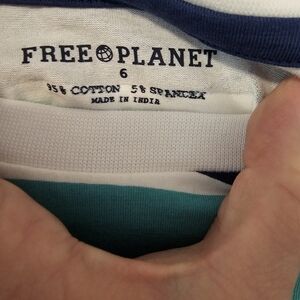 FREE PLANET
6
95% COTTON 5% SPANDEX
MADE IN INDIA